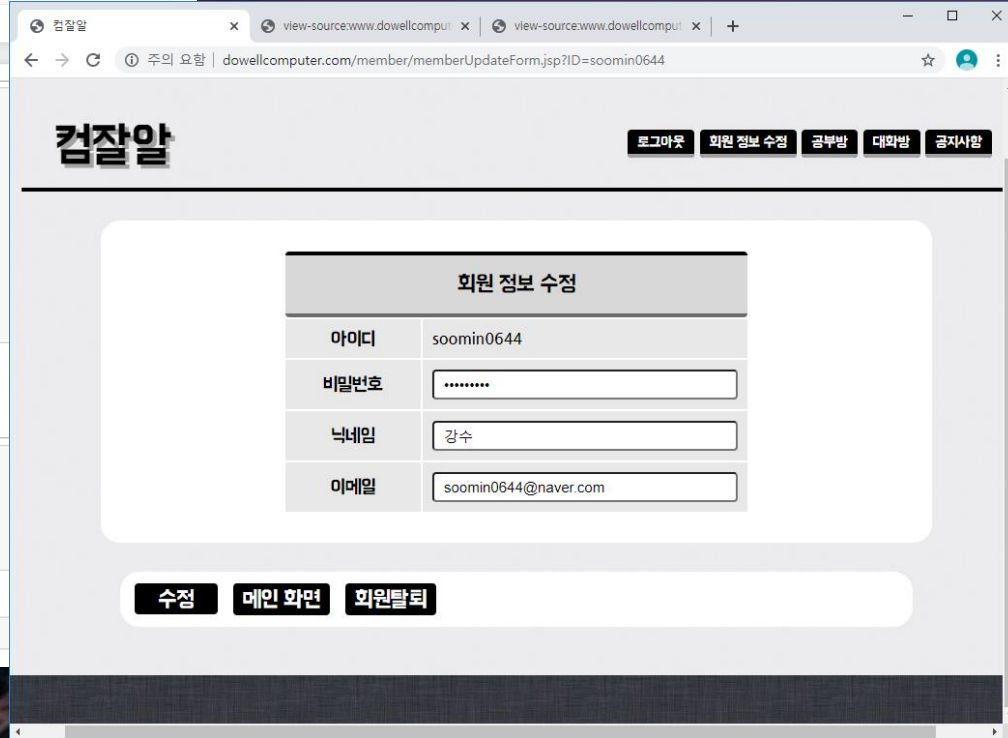 컴잘알
view-source:www.dowellcomput
view-source:www.dowellcomput
주의 요함 | dowellcomputer.com/member/memberUpdateForm.jsp?ID=soomin0644
컴잘알
로그아웃 회원 정보 수정 공부방 대화방 공지사항
회원 정보 수정
아이디 soomin0644
비밀번호 •••••••••
닉네임 강수
이메일 soomin0644@naver.com
수정 메인 화면 회원탈퇴